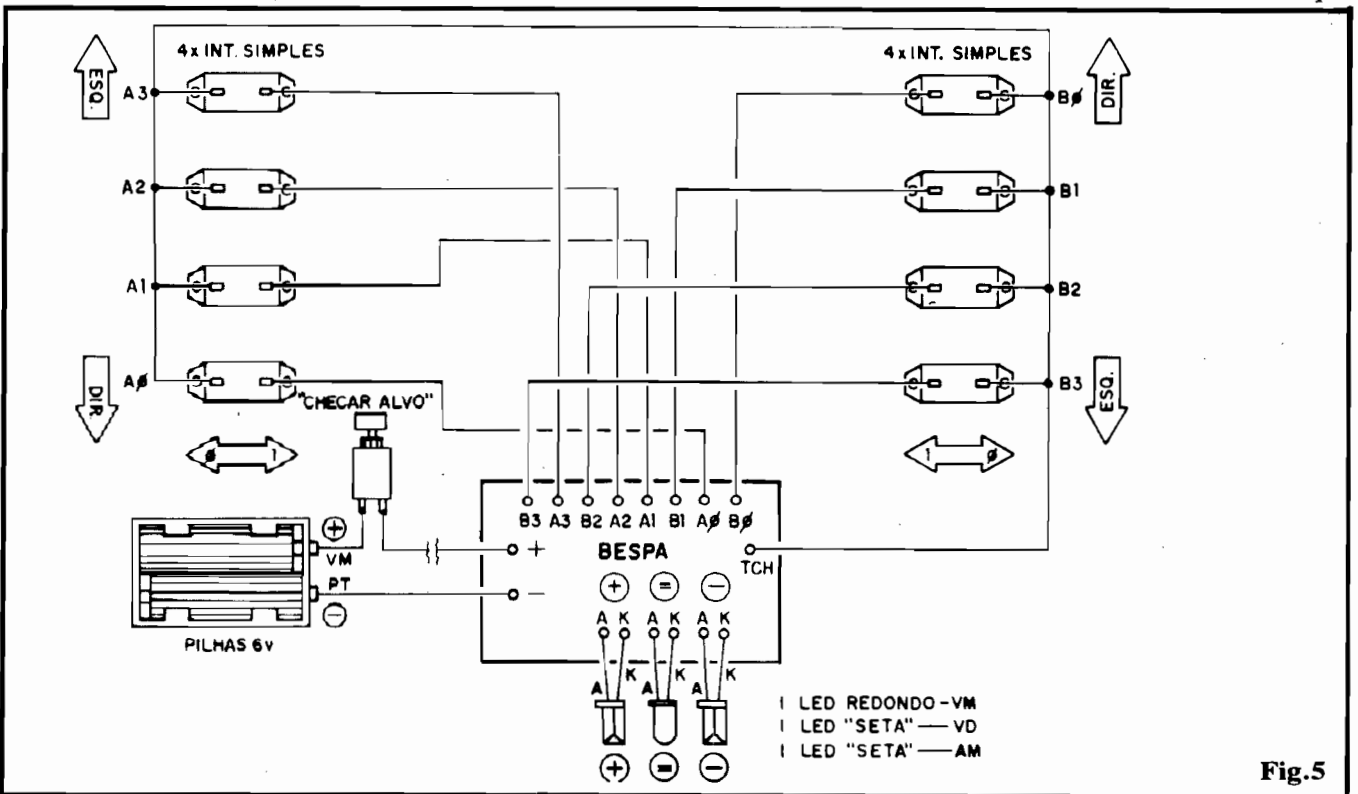 4x INT. SIMPLES
4x INT. SIMPLES
ESQ.
A3
BØ
DIR.
A2
B1
A1
B2
DIR.
AØ
B3
ESQ.
"CHECAR ALVO"
Ø 1
1 Ø
B3 A3 B2 A2 A1 B1 AØ BØ
+ VM
+ BESPA TCH
PT
-
-
+ = -
A K A K A K
PILHAS 6v
A K A K A K
1 LED REDONDO-VM
1 LED "SETA" — VD
1 LED "SETA" — AM
+ = -
Fig.5